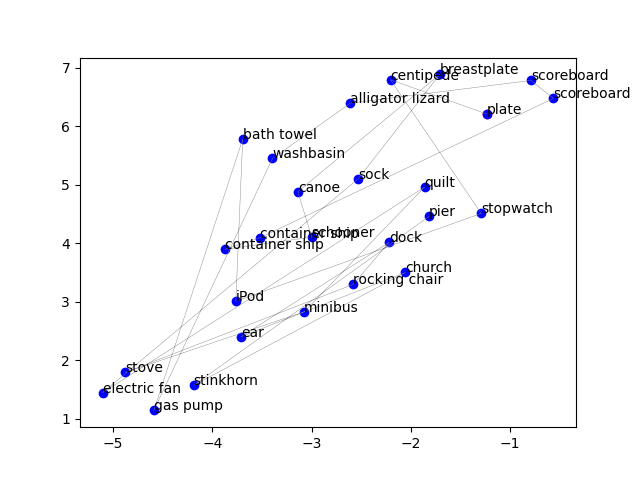 7
6
5
4
3
2
1
breastplate
centipede
scoreboard
scoreboard
alligator lizard
plate
bath towel
washbasin
sock
quilt
canoe
pier
stopwatch
container ship
schooner
dock
container ship
church
rocking chair
iPod
minibus
ear
stove
stinkhorn
electric fan
gas pump
−5 −4 −3 −2 −1